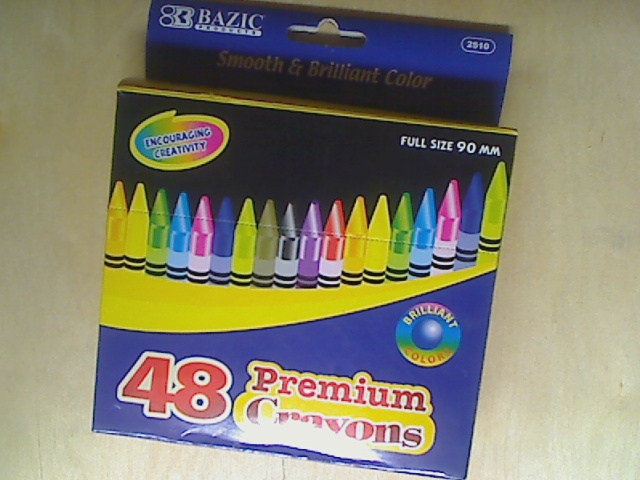 BAZIC
PRODUCTS
2510
Smooth & Brilliant Color
ENCOURAGING
CREATIVITY
FULL SIZE 90 MM
BRILLIANT
COLORS
48 Premium
Crayons